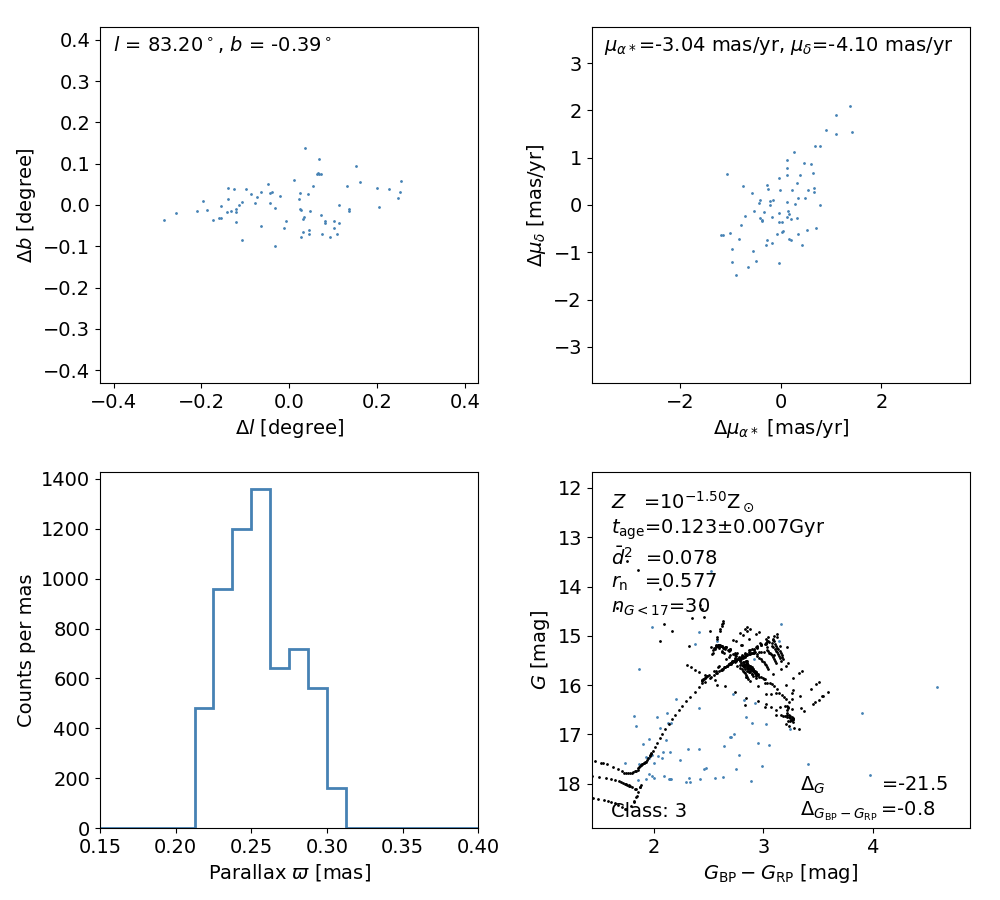 l = 83.20°, b = -0.39°
0.4
0.3
0.2
0.1
0.0
−0.1
−0.2
−0.3
−0.4
−0.4 −0.2 0.0 0.2 0.4
Δb [degree]
Δl [degree]
μα*=-3.04 mas/yr, μδ=-4.10 mas/yr
3
2
1
0
−1
−2
−3
−2 0 2
Δμδ [mas/yr]
Δμα* [mas/yr]
1400
1200
1000
800
600
400
200
0
0.15 0.20 0.25 0.30 0.35 0.40
Counts per mas
Parallax ϖ [mas]
Z =10^−1.50 Z⊙
t_age=0.123±0.007Gyr
d̄² =0.078
r_n =0.577
n_G<17=30
12
13
14
15
16
17
18
Δ_G =-21.5
Δ_GBP−GRP=-0.8
Class: 3
2 3 4
G [mag]
G_BP − G_RP [mag]